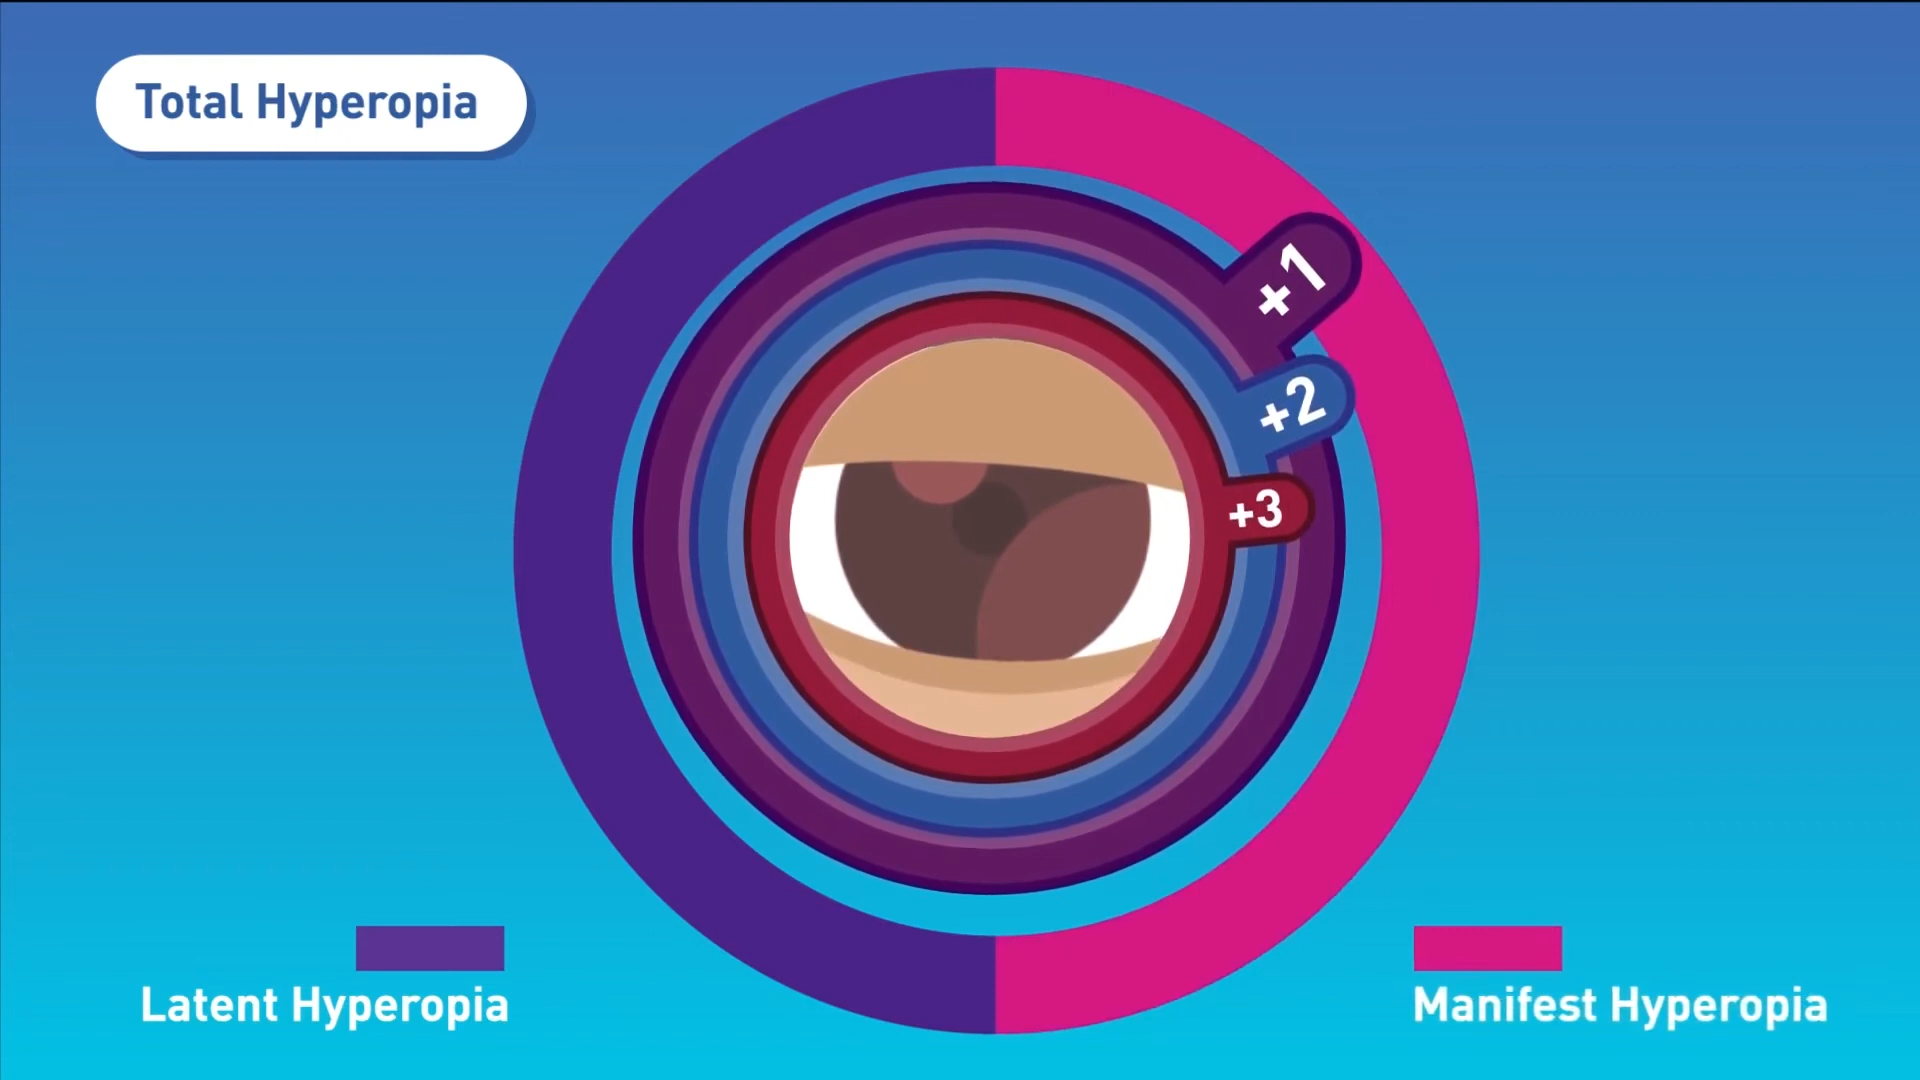 Total Hyperopia
+1
+2
+3
Latent Hyperopia
Manifest Hyperopia